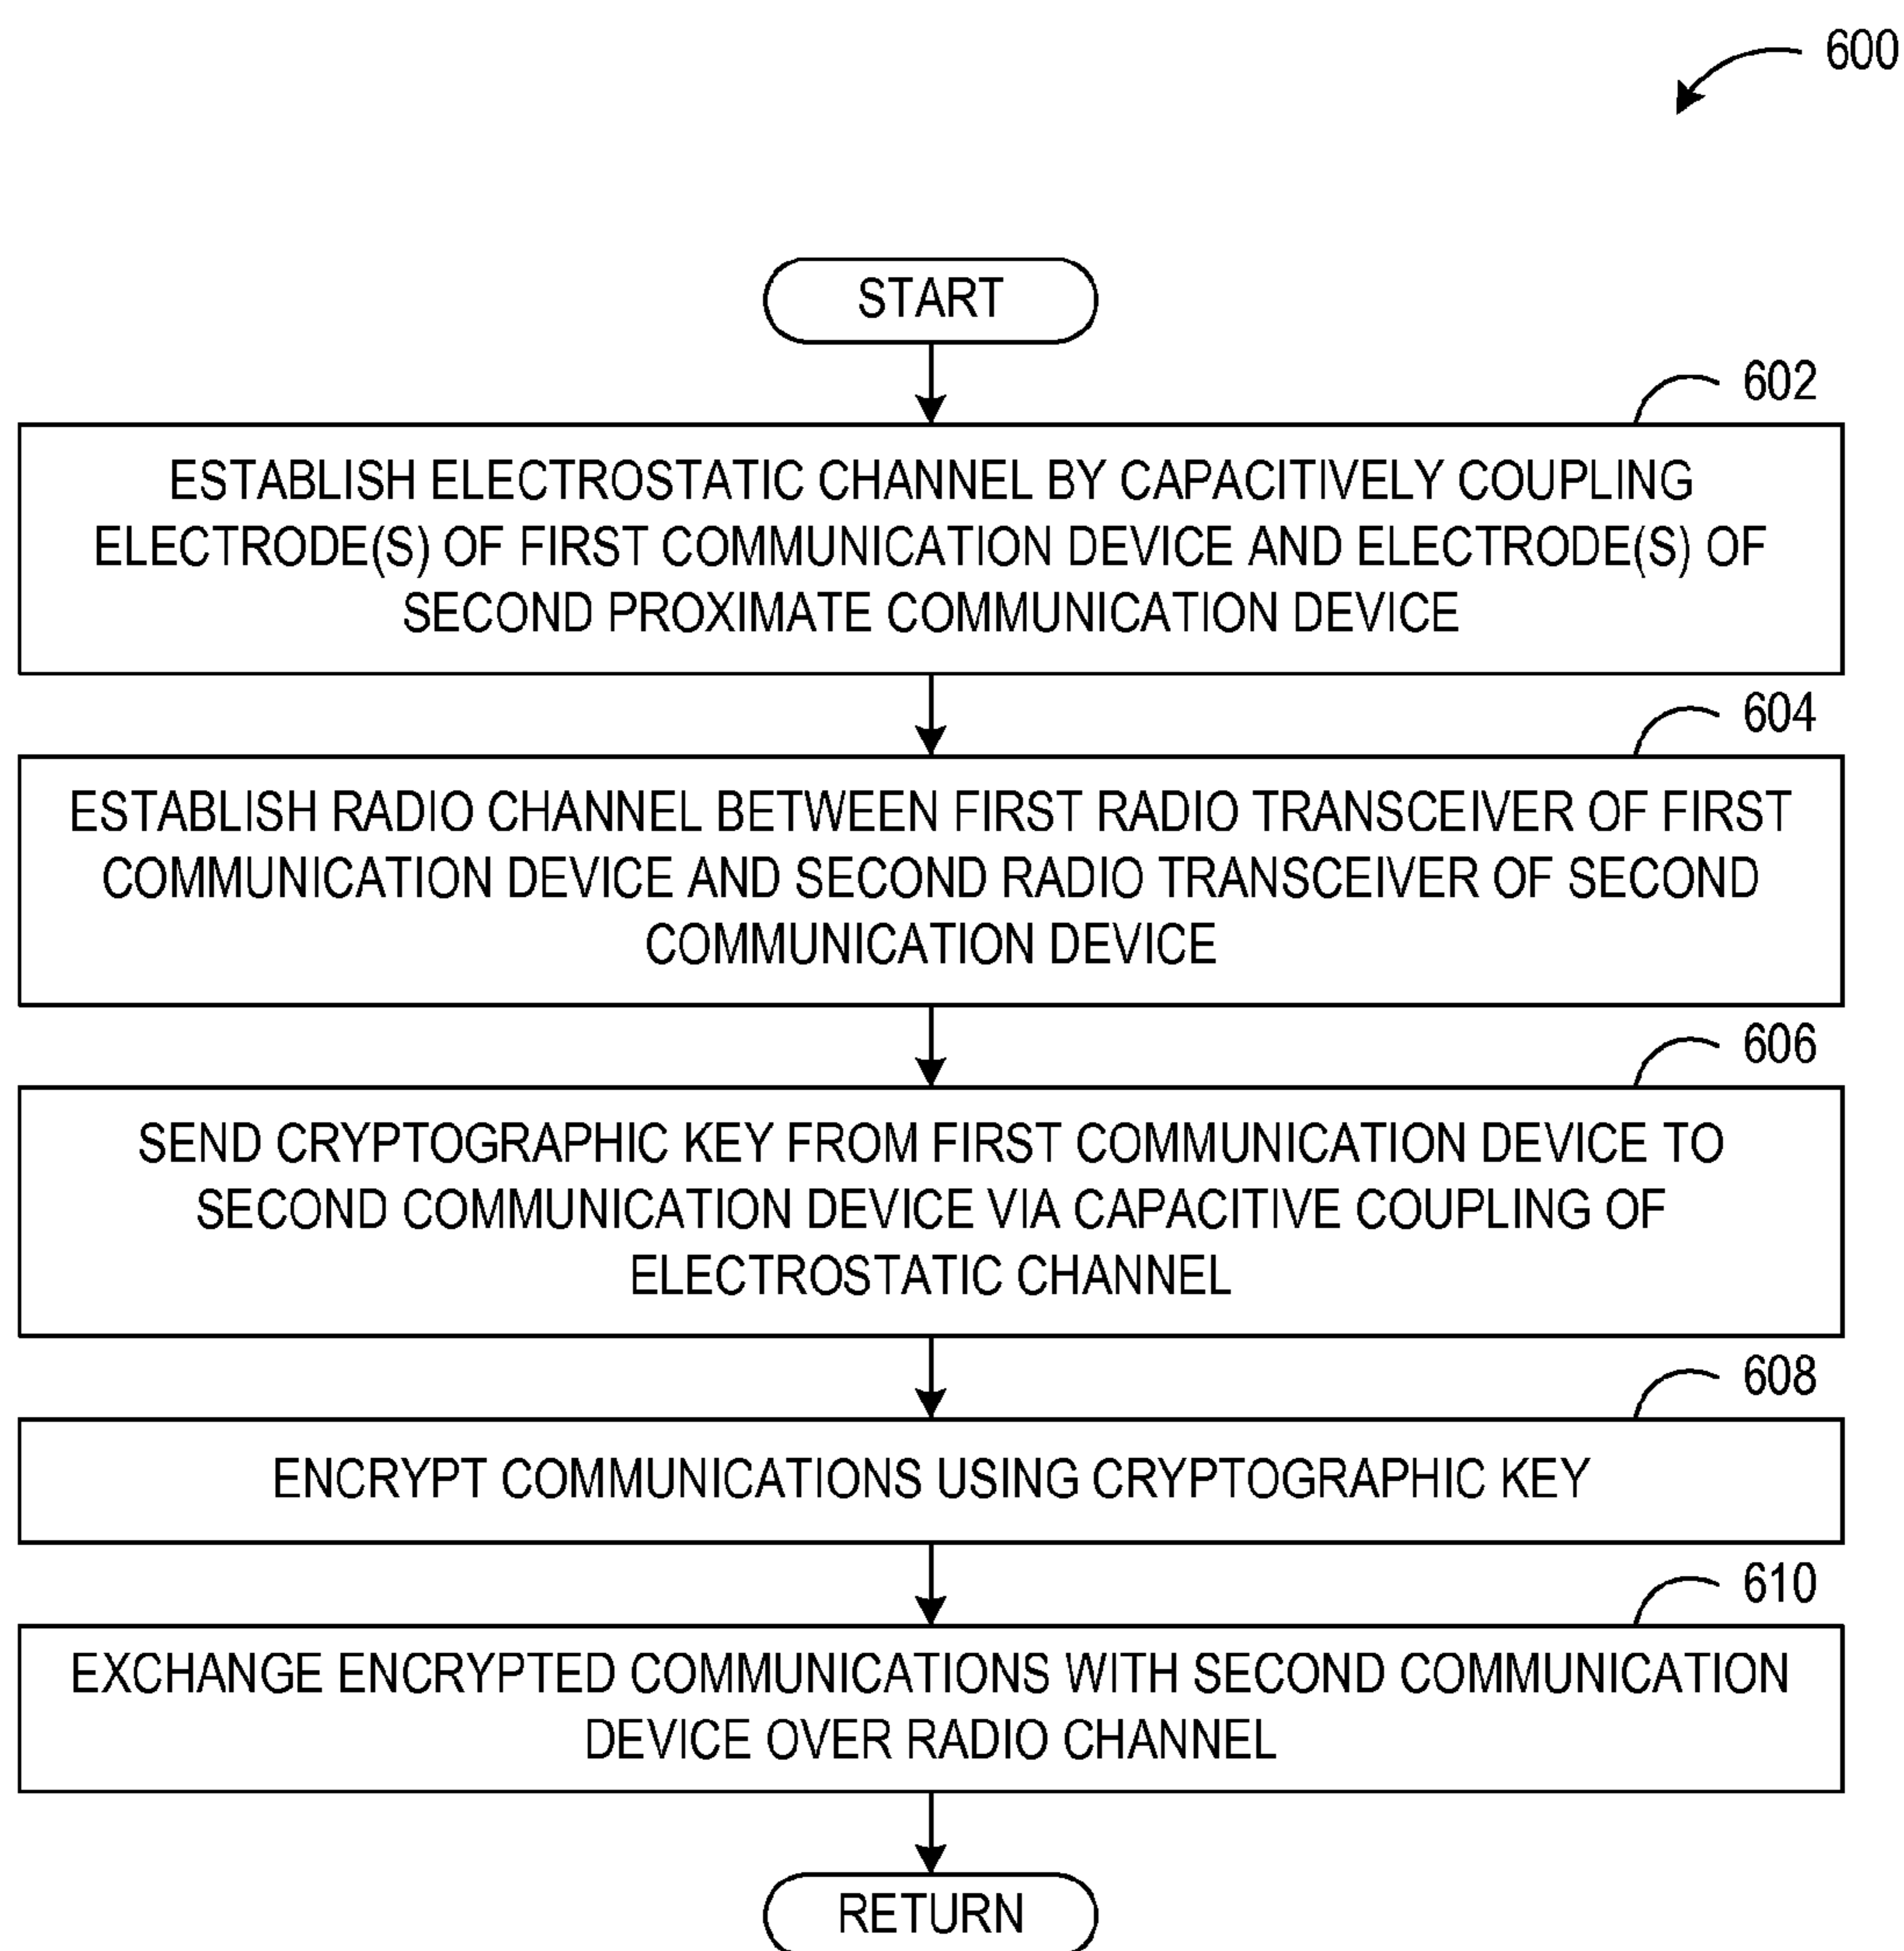 600
START
602
ESTABLISH ELECTROSTATIC CHANNEL BY CAPACITIVELY COUPLING
ELECTRODE(S) OF FIRST COMMUNICATION DEVICE AND ELECTRODE(S) OF
SECOND PROXIMATE COMMUNICATION DEVICE
604
ESTABLISH RADIO CHANNEL BETWEEN FIRST RADIO TRANSCEIVER OF FIRST
COMMUNICATION DEVICE AND SECOND RADIO TRANSCEIVER OF SECOND
COMMUNICATION DEVICE
606
SEND CRYPTOGRAPHIC KEY FROM FIRST COMMUNICATION DEVICE TO
SECOND COMMUNICATION DEVICE VIA CAPACITIVE COUPLING OF
ELECTROSTATIC CHANNEL
608
ENCRYPT COMMUNICATIONS USING CRYPTOGRAPHIC KEY
610
EXCHANGE ENCRYPTED COMMUNICATIONS WITH SECOND COMMUNICATION
DEVICE OVER RADIO CHANNEL
RETURN